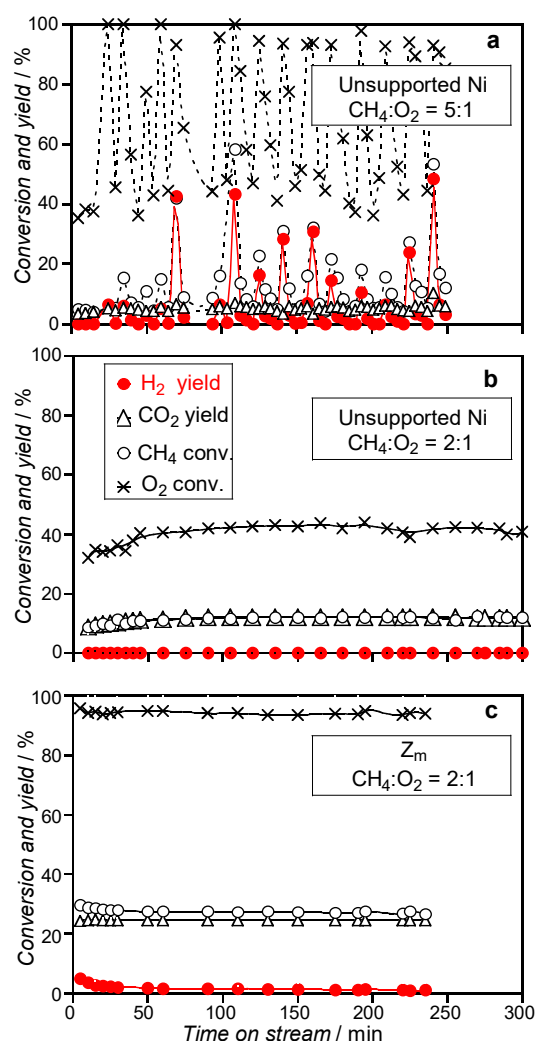 100
80
60
40
20
0
Conversion and yield / %
a
Unsupported Ni
CH4:O2 = 5:1
100
80
60
40
20
0
Conversion and yield / %
b
H2 yield
CO2 yield
CH4 conv.
O2 conv.
Unsupported Ni
CH4:O2 = 2:1
100
80
60
40
20
0
Conversion and yield / %
c
Zm
CH4:O2 = 2:1
0 50 100 150 200 250 300
Time on stream / min